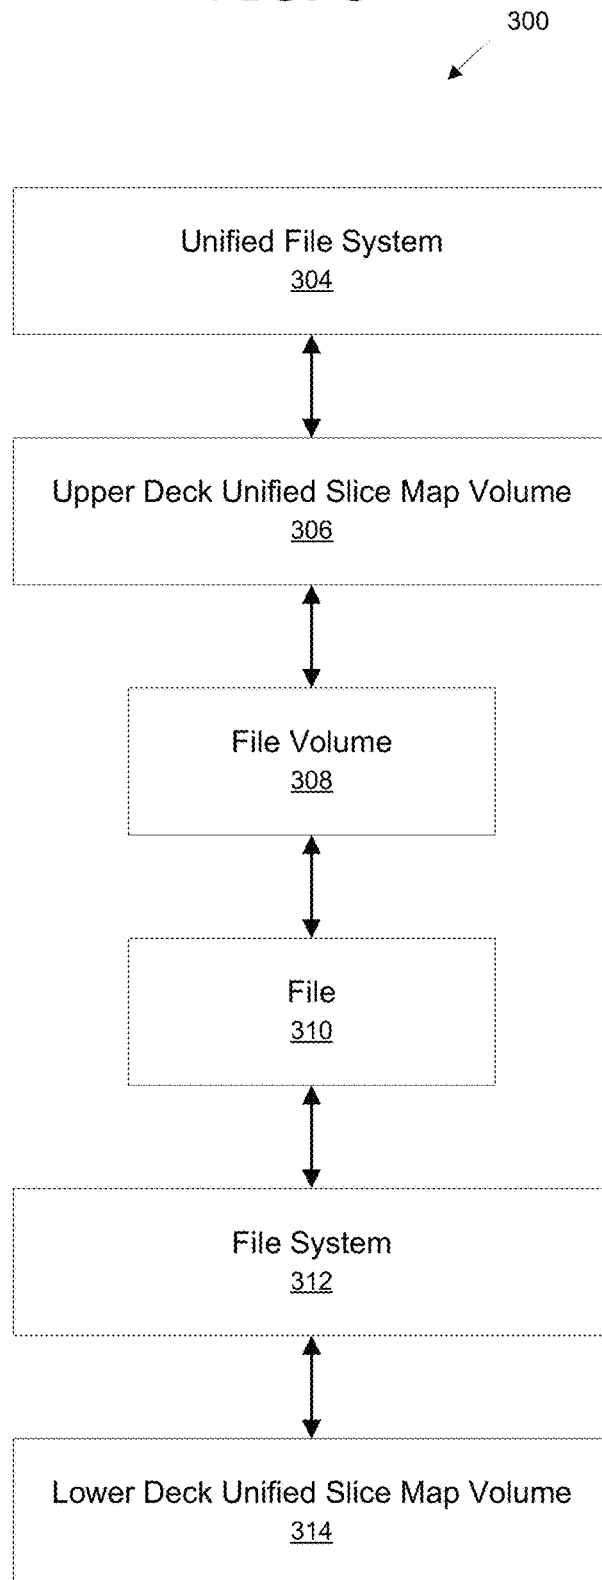 300
Unified File System
304
Upper Deck Unified Slice Map Volume
306
File Volume
308
File
310
File System
312
Lower Deck Unified Slice Map Volume
314